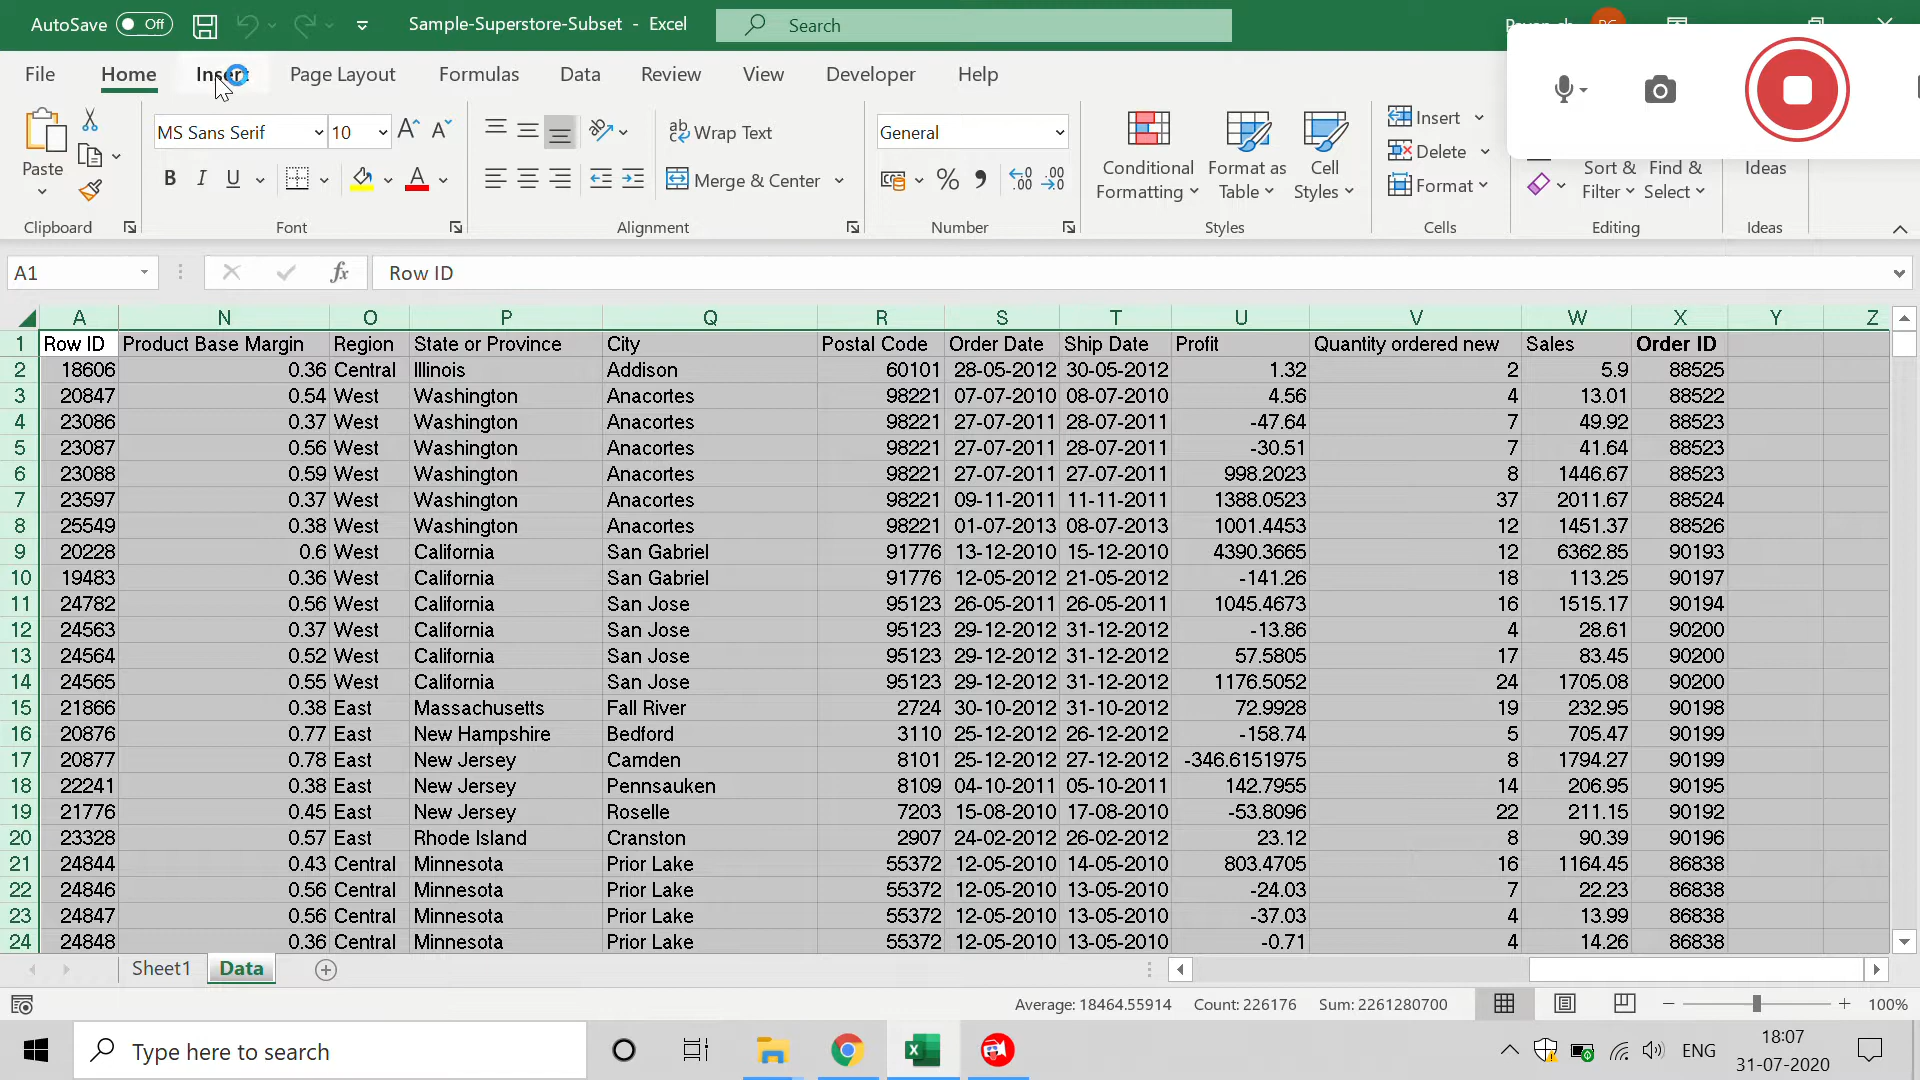 AutoSave Off Sample-Superstore-Subset - Excel Search
File Home Insert Page Layout Formulas Data Review View Developer Help
Paste MS Sans Serif 10 Wrap Text General Conditional Formatting Format as Table Cell Styles Insert Delete Format Sort & Filter Find & Select Ideas
B I U Merge & Center
Clipboard Font Alignment Number Styles Cells Editing Ideas
A1 fx Row ID
A N O P Q R S T U V W X Y Z
1 Row ID Product Base Margin Region State or Province City Postal Code Order Date Ship Date Profit Quantity ordered new Sales Order ID
2 18606 0.36 Central Illinois Addison 60101 28-05-2012 30-05-2012 1.32 2 5.9 88525
3 20847 0.54 West Washington Anacortes 98221 07-07-2010 08-07-2010 4.56 4 13.01 88522
4 23086 0.37 West Washington Anacortes 98221 27-07-2011 28-07-2011 -47.64 7 49.92 88523
5 23087 0.56 West Washington Anacortes 98221 27-07-2011 28-07-2011 -30.51 7 41.64 88523
6 23088 0.59 West Washington Anacortes 98221 27-07-2011 27-07-2011 998.2023 8 1446.67 88523
7 23597 0.37 West Washington Anacortes 98221 09-11-2011 11-11-2011 1388.0523 37 2011.67 88524
8 25549 0.38 West Washington Anacortes 98221 01-07-2013 08-07-2013 1001.4453 12 1451.37 88526
9 20228 0.6 West California San Gabriel 91776 13-12-2010 15-12-2010 4390.3665 12 6362.85 90193
10 19483 0.36 West California San Gabriel 91776 12-05-2012 21-05-2012 -141.26 18 113.25 90197
11 24782 0.56 West California San Jose 95123 26-05-2011 26-05-2011 1045.4673 16 1515.17 90194
12 24563 0.37 West California San Jose 95123 29-12-2012 31-12-2012 -13.86 4 28.61 90200
13 24564 0.52 West California San Jose 95123 29-12-2012 31-12-2012 57.5805 17 83.45 90200
14 24565 0.55 West California San Jose 95123 29-12-2012 31-12-2012 1176.5052 24 1705.08 90200
15 21866 0.38 East Massachusetts Fall River 2724 30-10-2012 31-10-2012 72.9928 19 232.95 90198
16 20876 0.77 East New Hampshire Bedford 3110 25-12-2012 26-12-2012 -158.74 5 705.47 90199
17 20877 0.78 East New Jersey Camden 8101 25-12-2012 27-12-2012 -346.6151975 8 1794.27 90199
18 22241 0.38 East New Jersey Pennsauken 8109 04-10-2011 05-10-2011 142.7955 14 206.95 90195
19 21776 0.45 East New Jersey Roselle 7203 15-08-2010 17-08-2010 -53.8096 22 211.15 90192
20 23328 0.57 East Rhode Island Cranston 2907 24-02-2012 26-02-2012 23.12 8 90.39 90196
21 24844 0.43 Central Minnesota Prior Lake 55372 12-05-2010 14-05-2010 803.4705 16 1164.45 86838
22 24846 0.56 Central Minnesota Prior Lake 55372 12-05-2010 13-05-2010 -24.03 7 22.23 86838
23 24847 0.56 Central Minnesota Prior Lake 55372 12-05-2010 13-05-2010 -37.03 4 13.99 86838
24 24848 0.36 Central Minnesota Prior Lake 55372 12-05-2010 13-05-2010 -0.71 4 14.26 86838
Sheet1 Data
Average: 18464.55914 Count: 226176 Sum: 2261280700 100%
Type here to search ENG 18:07
31-07-2020